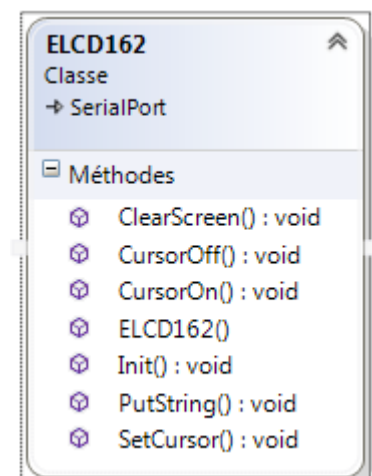 ELCD162
Classe
SerialPort
Méthodes
ClearScreen() : void
CursorOff() : void
CursorOn() : void
ELCD162()
Init() : void
PutString() : void
SetCursor() : void